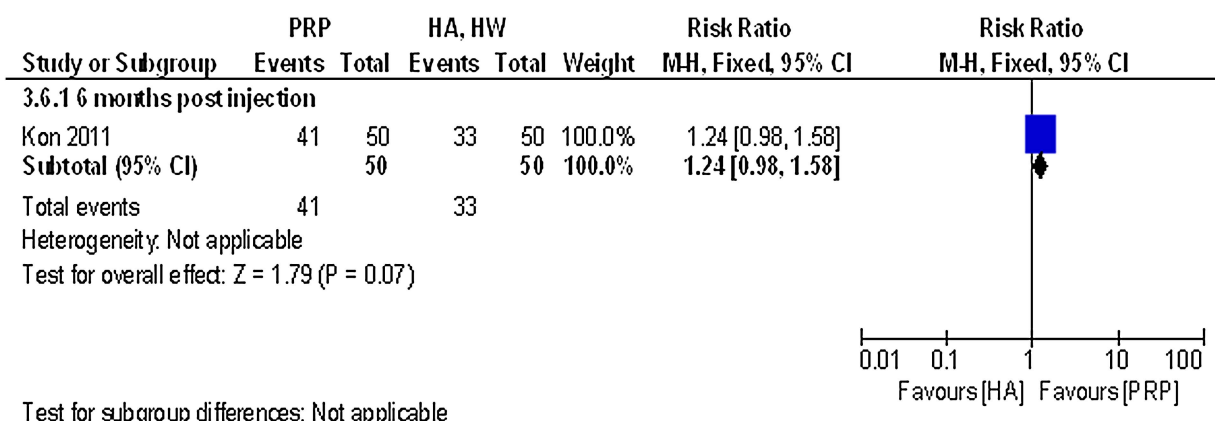 PRP HA, HW Risk Ratio Risk Ratio
Study or Subgroup Events Total Events Total Weight M-H, Fixed, 95% CI M-H, Fixed, 95% CI
3.6.1 6 months post injection
Kon 2011 41 50 33 50 100.0% 1.24 [0.98, 1.58]
Subtotal (95% CI) 50 50 100.0% 1.24 [0.98, 1.58]
Total events 41 33
Heterogeneity: Not applicable
Test for overall effect: Z = 1.79 (P = 0.07)
0.01 0.1 1 10 100
Favours [HA] Favours [PRP]
Test for subgroup differences: Not applicable